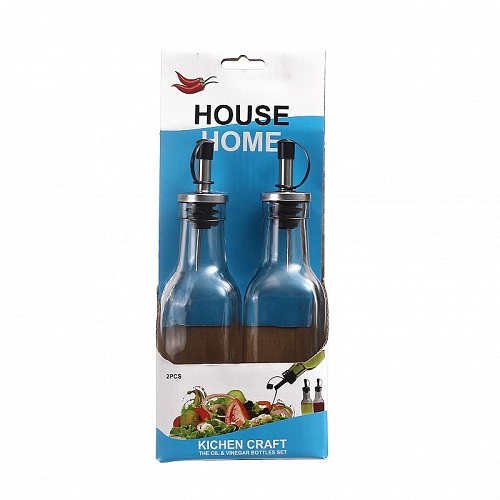 HOUSE
HOME
2PCS
KICHEN CRAFT
THE OIL & VINEGAR BOTTLES SET